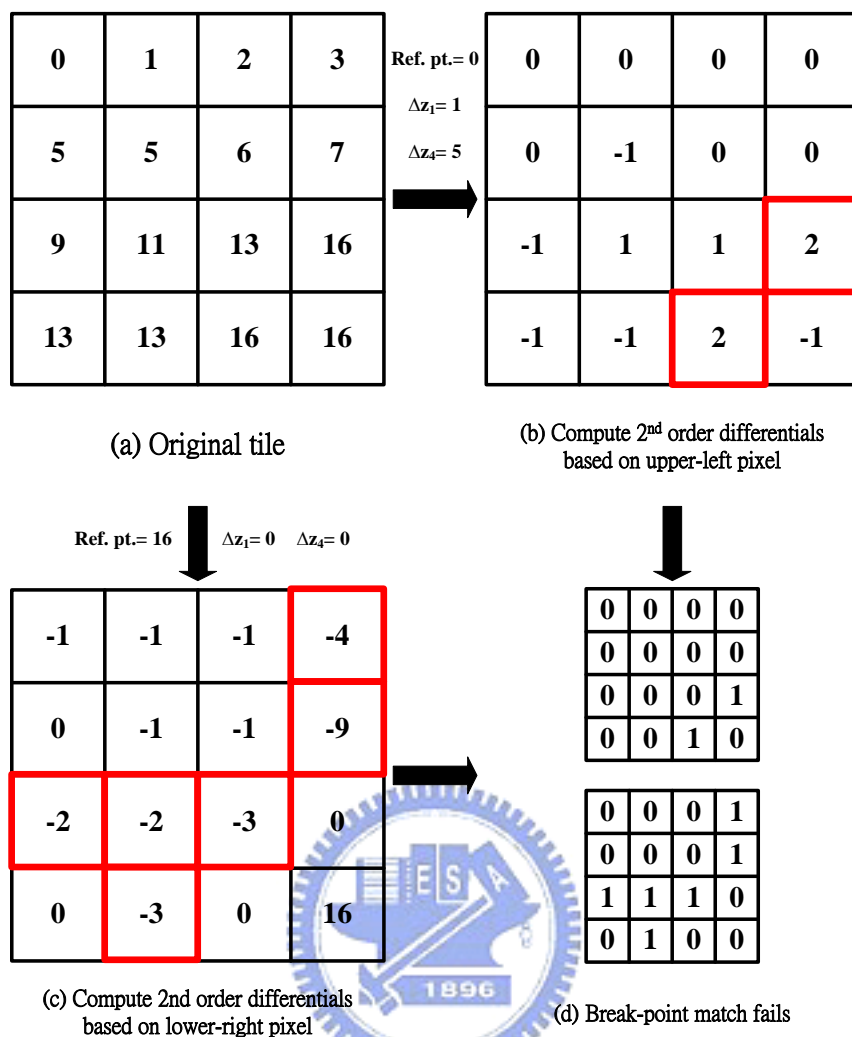 0 1 2 3
5 5 6 7
9 11 13 16
13 13 16 16
Ref. pt.= 0
Δz1= 1
Δz4= 5
0 0 0 0
0 -1 0 0
-1 1 1 2
-1 -1 2 -1
(a) Original tile
(b) Compute 2nd order differentials
based on upper-left pixel
Ref. pt.= 16 Δz1= 0 Δz4= 0
-1 -1 -1 -4
0 -1 -1 -9
-2 -2 -3 0
0 -3 0 16
0 0 0 0
0 0 0 0
0 0 0 1
0 0 1 0
0 0 0 1
0 0 0 1
1 1 1 0
0 1 0 0
E S A
1896
(c) Compute 2nd order differentials
based on lower-right pixel
(d) Break-point match fails